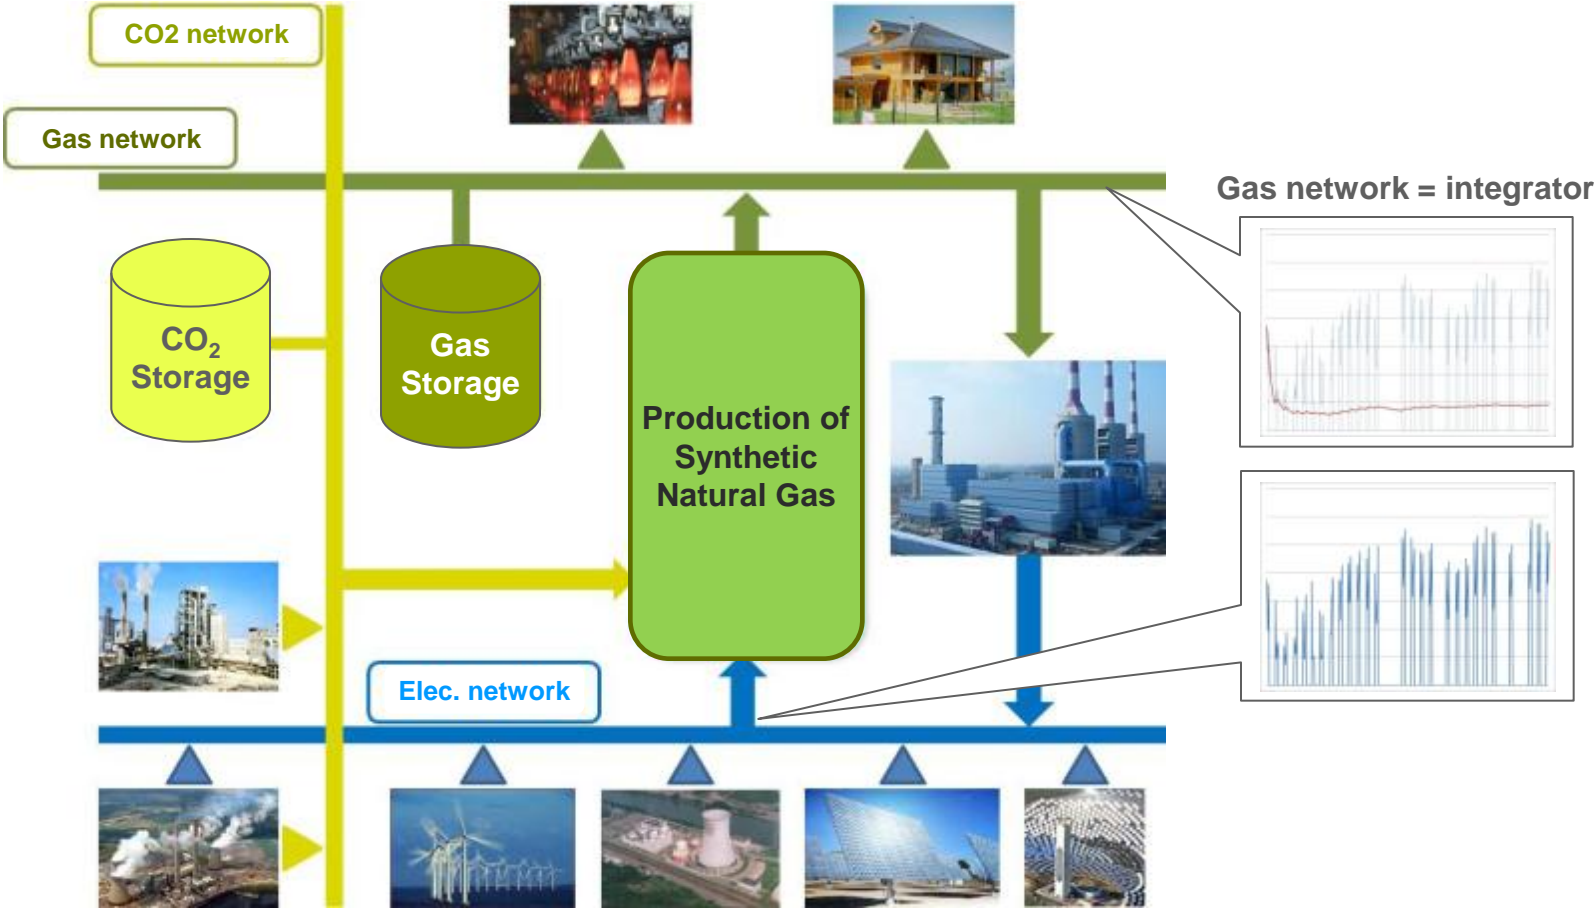 CO2 network
Gas network
Gas network = integrator
CO₂
Storage
Gas
Storage
Production of
Synthetic
Natural Gas
Elec. network